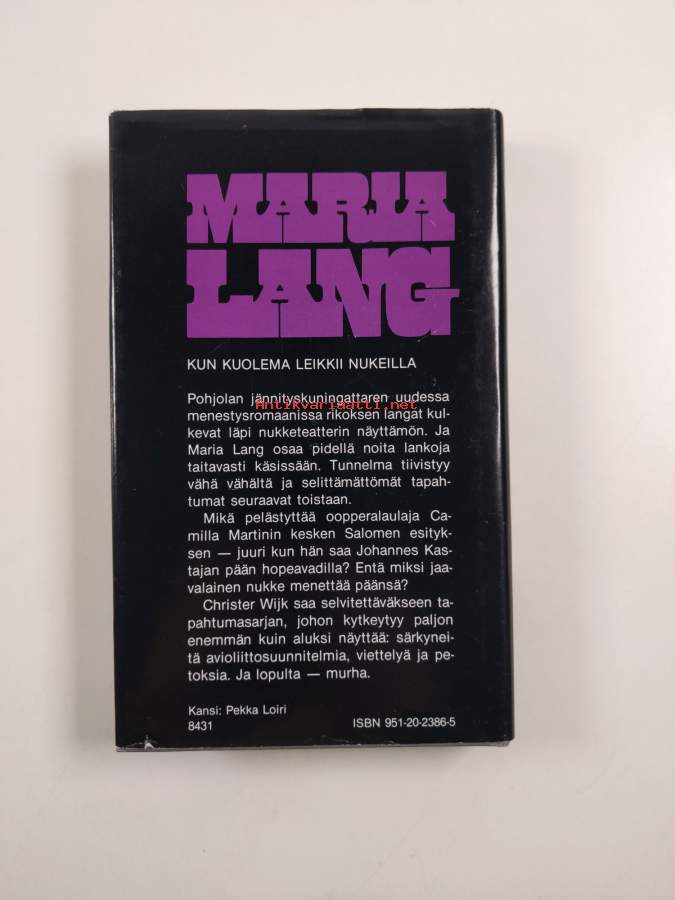 MARIA
LANG
KUN KUOLEMA LEIKKII NUKEILLA
Pohjolan jännityskuningattaren uudessa
Antikvariaatti.net
menestysromaanissa rikoksen langat kul-
kevat läpi nukketeatterin näyttämön. Ja
Maria Lang osaa pidellä noita lankoja
taitavasti käsissään. Tunnelma tiivistyy
vähä vähältä ja selittämättömät tapah-
tumat seuraavat toistaan.
Mikä pelästyttää oopperalaulaja Ca-
milla Martinin kesken Salomen esityk-
sen — juuri kun hän saa Johannes Kas-
tajan pään hopeavadilla? Entä miksi jaa-
valainen nukke menettää päänsä?
Christer Wijk saa selvitettäväkseen ta-
pahtumasarjan, johon kytkeytyy paljon
enemmän kuin aluksi näyttää: särkynei-
tä avioliittosuunnitelmia, viettelyä ja pe-
toksia. Ja lopulta — murha.
Kansi: Pekka Loiri
8431 ISBN 951-20-2386-5